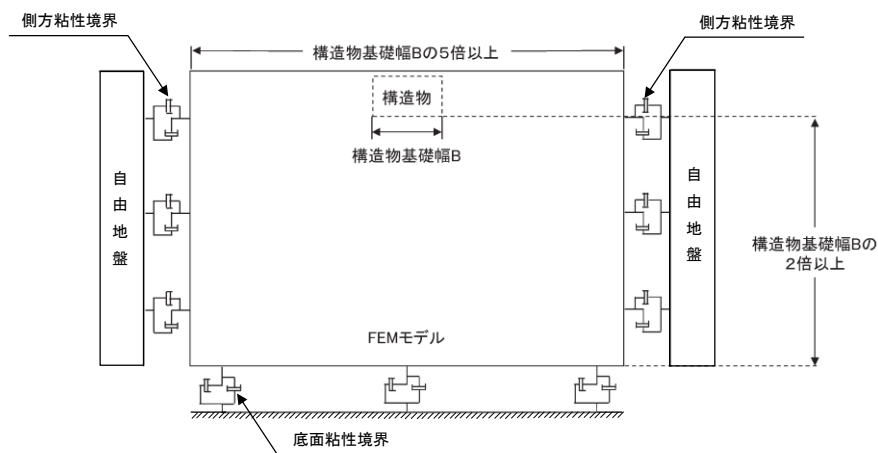 側方粘性境界
側方粘性境界
構造物基礎幅Bの5倍以上
構造物
構造物基礎幅B
自由地盤
自由地盤
構造物基礎幅Bの
2倍以上
FEMモデル
底面粘性境界